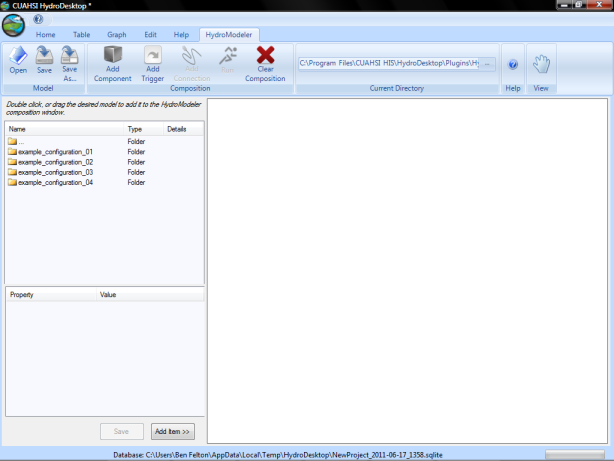 CUAHSI HydroDesktop *
Home Table Graph Edit Help HydroModeler
Open Save Save As... Add Component Add Trigger Add Connection Run Clear Composition C:\Program Files\CUAHSI HIS\HydroDesktop\Plugins\Hy ...
Model Composition Current Directory Help View
Double click, or drag the desired model to add it to the HydroModeler
composition window.
Name Type Details
... Folder
example_configuration_01 Folder
example_configuration_02 Folder
example_configuration_03 Folder
example_configuration_04 Folder
Property Value
Save Add Item >>
Database: C:\Users\Ben Felton\AppData\Local\Temp\HydroDesktop\NewProject_2011-06-17_1358.sqlite